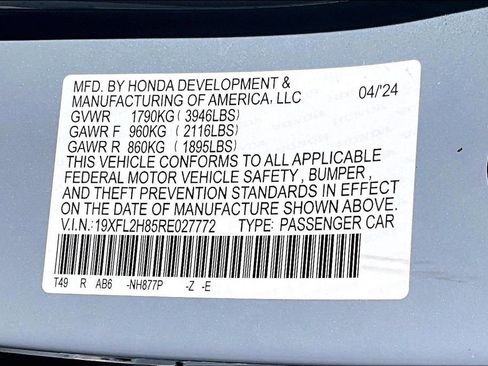 MFD. BY HONDA DEVELOPMENT &
MANUFACTURING OF AMERICA, LLC 04/'24
GVWR 1790KG (3946LBS)
GAWR F 960KG (2116LBS)
GAWR R 860KG (1895LBS)
THIS VEHICLE CONFORMS TO ALL APPLICABLE
FEDERAL MOTOR VEHICLE SAFETY, BUMPER,
AND THEFT PREVENTION STANDARDS IN EFFECT
ON THE DATE OF MANUFACTURE SHOWN ABOVE.
V.I.N.: 19XFL2H85RE027772 TYPE: PASSENGER CAR
T49 R AB6 -NH877P -Z -E